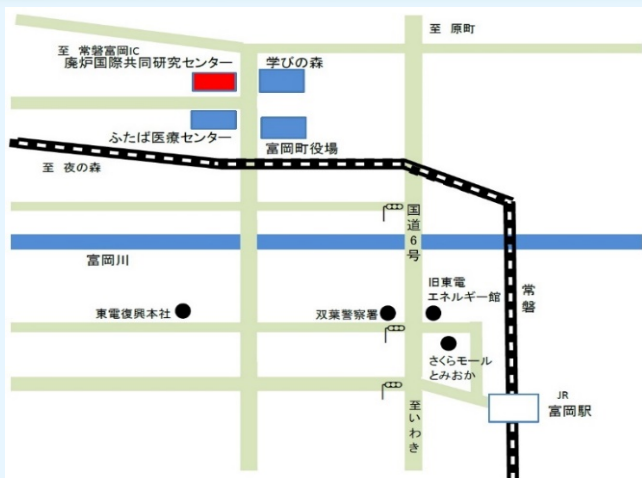 至 原町
至 常磐富岡IC
廃炉国際共同研究センター
学びの森
ふたば医療センター
富岡町役場
至 夜の森
国道6号
富岡川
常磐
旧東電
エネルギー館
東電復興本社
双葉警察署
さくらモール
とみおか
至いわき
JR
富岡駅